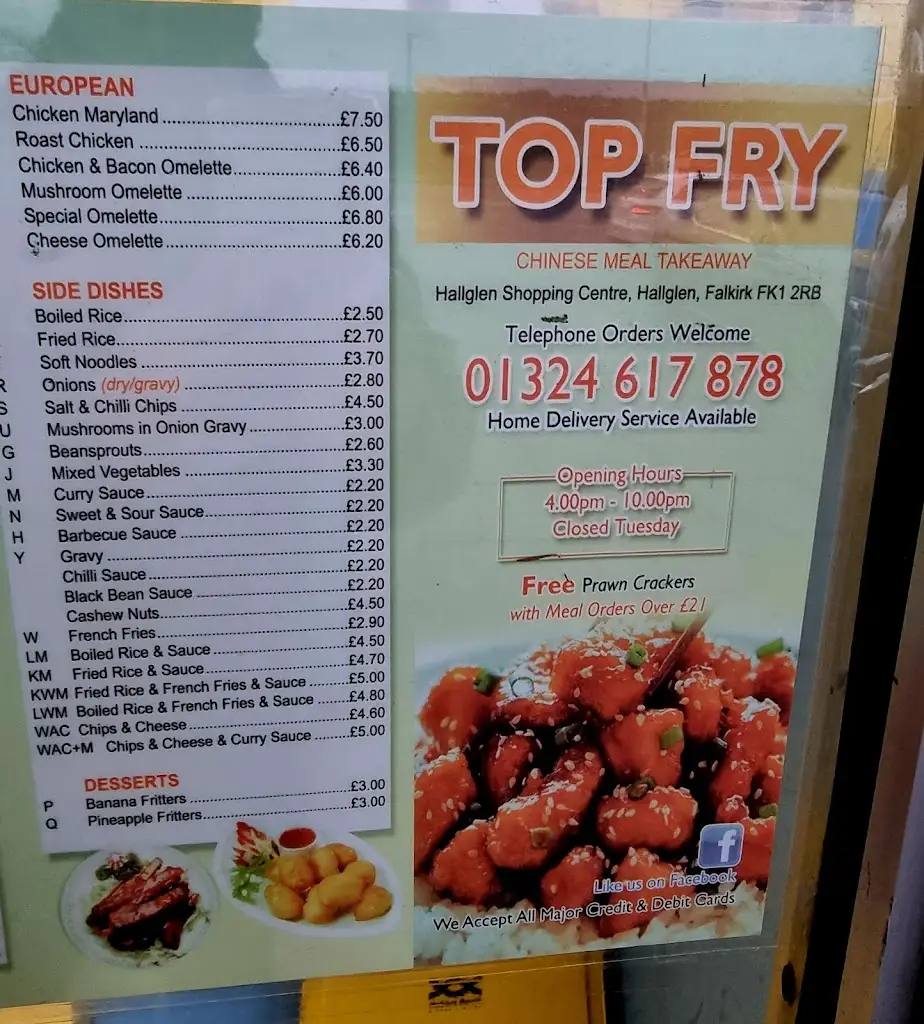 EUROPEAN
Chicken Maryland £7.50
Roast Chicken £6.50
Chicken & Bacon Omelette £6.40
Mushroom Omelette £6.00
Special Omelette £6.80
Cheese Omelette £6.20
SIDE DISHES
Boiled Rice £2.50
Fried Rice £2.70
Soft Noodles £3.70
R Onions (dry/gravy) £2.80
S Salt & Chilli Chips £4.50
U Mushrooms in Onion Gravy £3.00
G Beansprouts £2.60
J Mixed Vegetables £3.30
M Curry Sauce £2.20
N Sweet & Sour Sauce £2.20
H Barbecue Sauce £2.20
Y Gravy £2.20
Chilli Sauce £2.20
Black Bean Sauce £2.20
Cashew Nuts £4.50
W French Fries £2.90
LM Boiled Rice & Sauce £4.50
KM Fried Rice & Sauce £4.70
KWM Fried Rice & French Fries & Sauce £5.00
LWM Boiled Rice & French Fries & Sauce £4.80
WAC Chips & Cheese £4.60
WAC+M Chips & Cheese & Curry Sauce £5.00
DESSERTS
P Banana Fritters £3.00
Q Pineapple Fritters £3.00
TOP FRY
CHINESE MEAL TAKEAWAY
Hallglen Shopping Centre, Hallglen, Falkirk FK1 2RB
Telephone Orders Welcome
01324 617 878
Home Delivery Service Available
Opening Hours
4.00pm - 10.00pm
Closed Tuesday
Free Prawn Crackers
with Meal Orders Over £21
f
Like us on Facebook
We Accept All Major Credit & Debit Cards